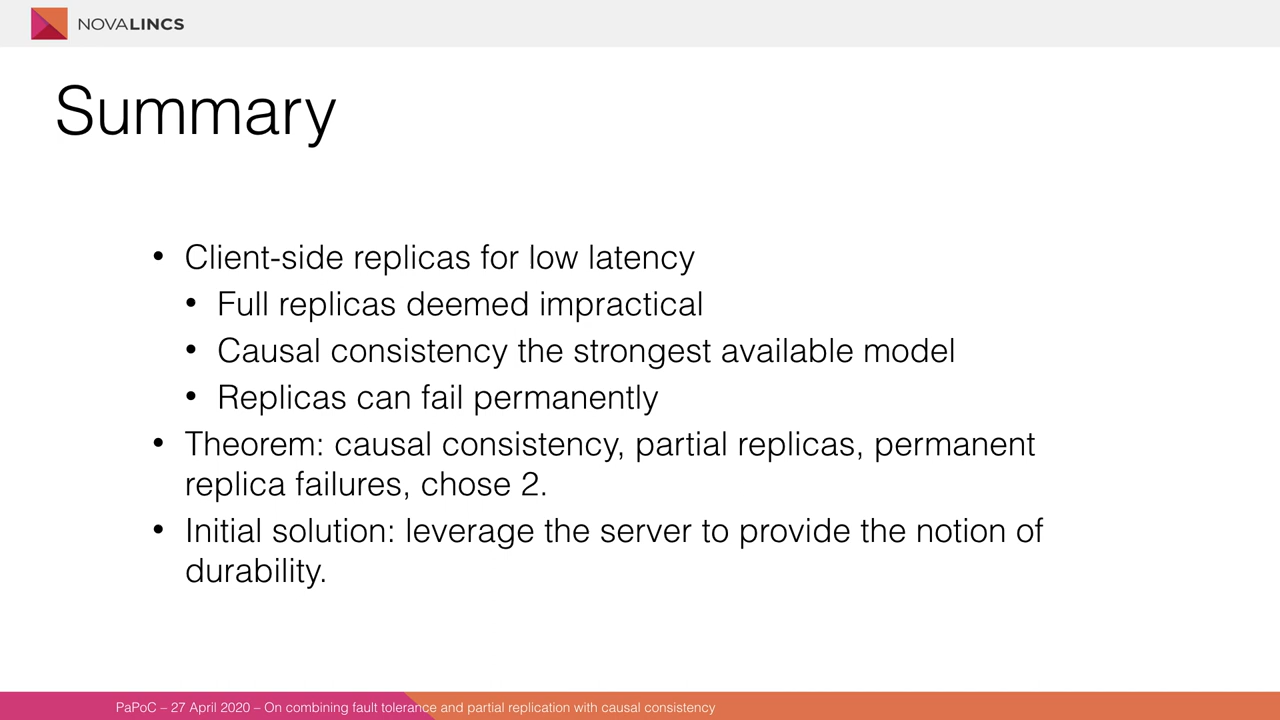 NOVALINCS
Summary
• Client-side replicas for low latency
• Full replicas deemed impractical
• Causal consistency the strongest available model
• Replicas can fail permanently
• Theorem: causal consistency, partial replicas, permanent
replica failures, chose 2.
• Initial solution: leverage the server to provide the notion of
durability.
PaPoC – 27 April 2020 – On combining fault tolerance and partial replication with causal consistency